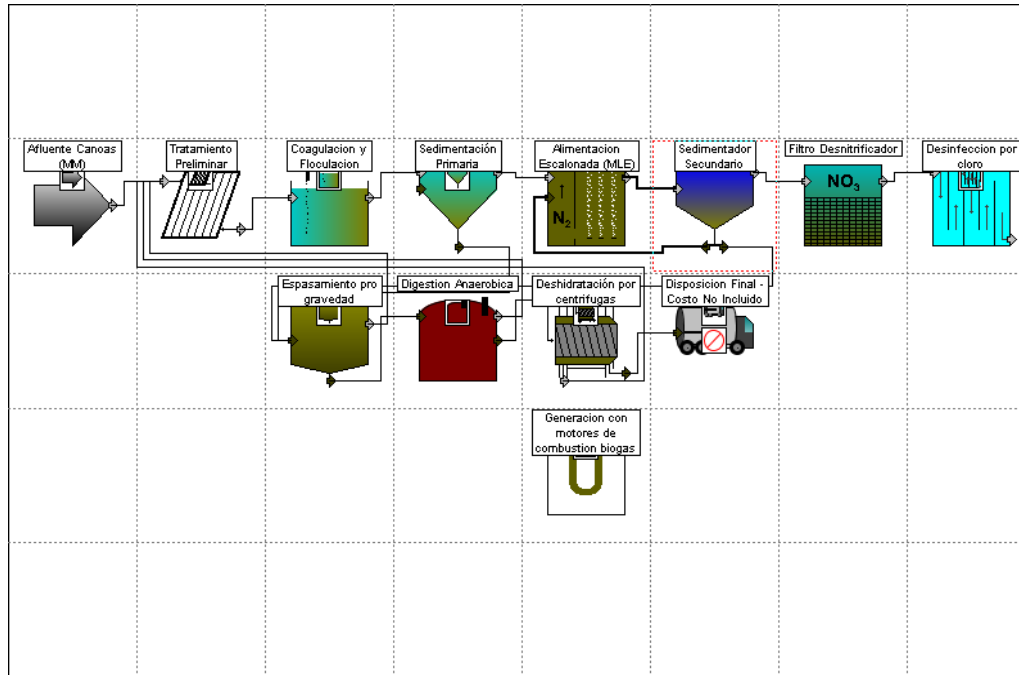 Afluente Canoas
(MM)
Tratamiento
Preliminar
Coagulacion y
Floculacion
Sedimentación
Primaria
Alimentacion
Escalonada (MLE)
Sedimentador
Secundario
Filtro Desnitrificador
Desinfeccion por
cloro
N2
NO3
Espasamiento pro
gravedad
Digestion Anaerobica
Deshidratación por
centrifugas
Disposicion Final -
Costo No Incluido
Generacion con
motores de
combustion biogas